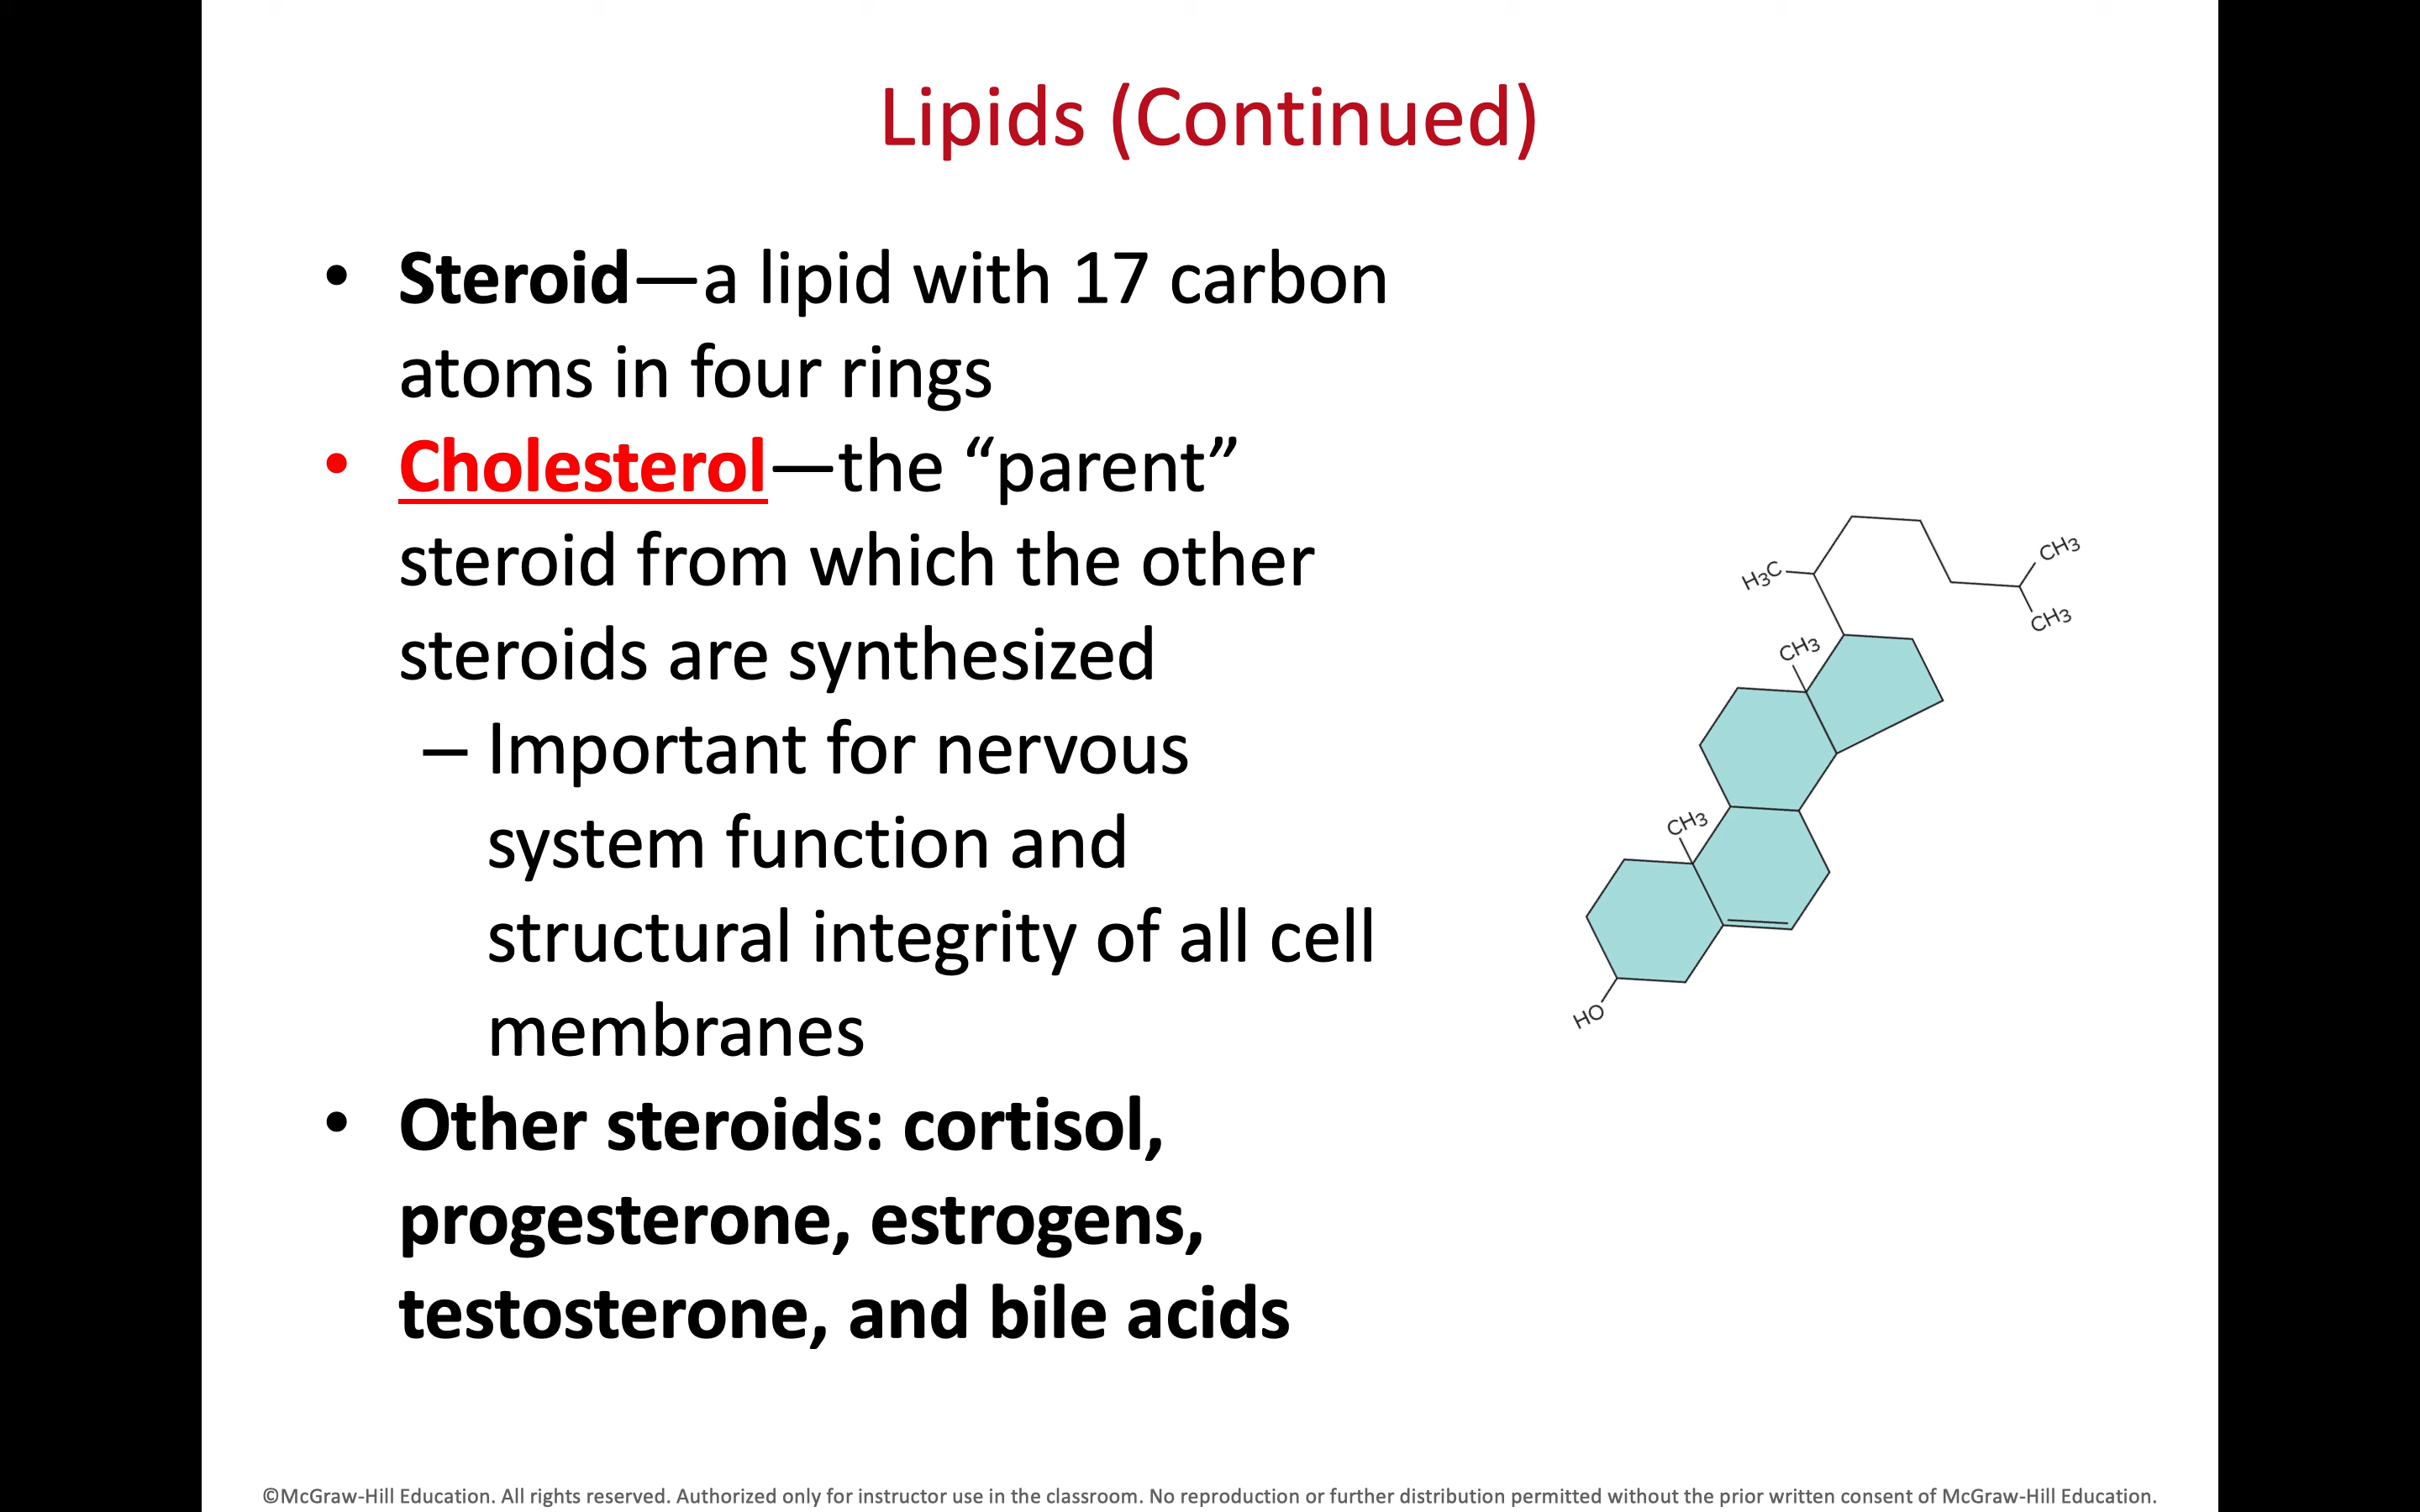 Lipids (Continued)
• Steroid—a lipid with 17 carbon
atoms in four rings
• Cholesterol—the “parent”
steroid from which the other
steroids are synthesized
– Important for nervous
system function and
structural integrity of all cell
membranes
• Other steroids: cortisol,
progesterone, estrogens,
testosterone, and bile acids
CH3
H3C
CH3
CH3
CH3
HO
©McGraw-Hill Education. All rights reserved. Authorized only for instructor use in the classroom. No reproduction or further distribution permitted without the prior written consent of McGraw-Hill Education.